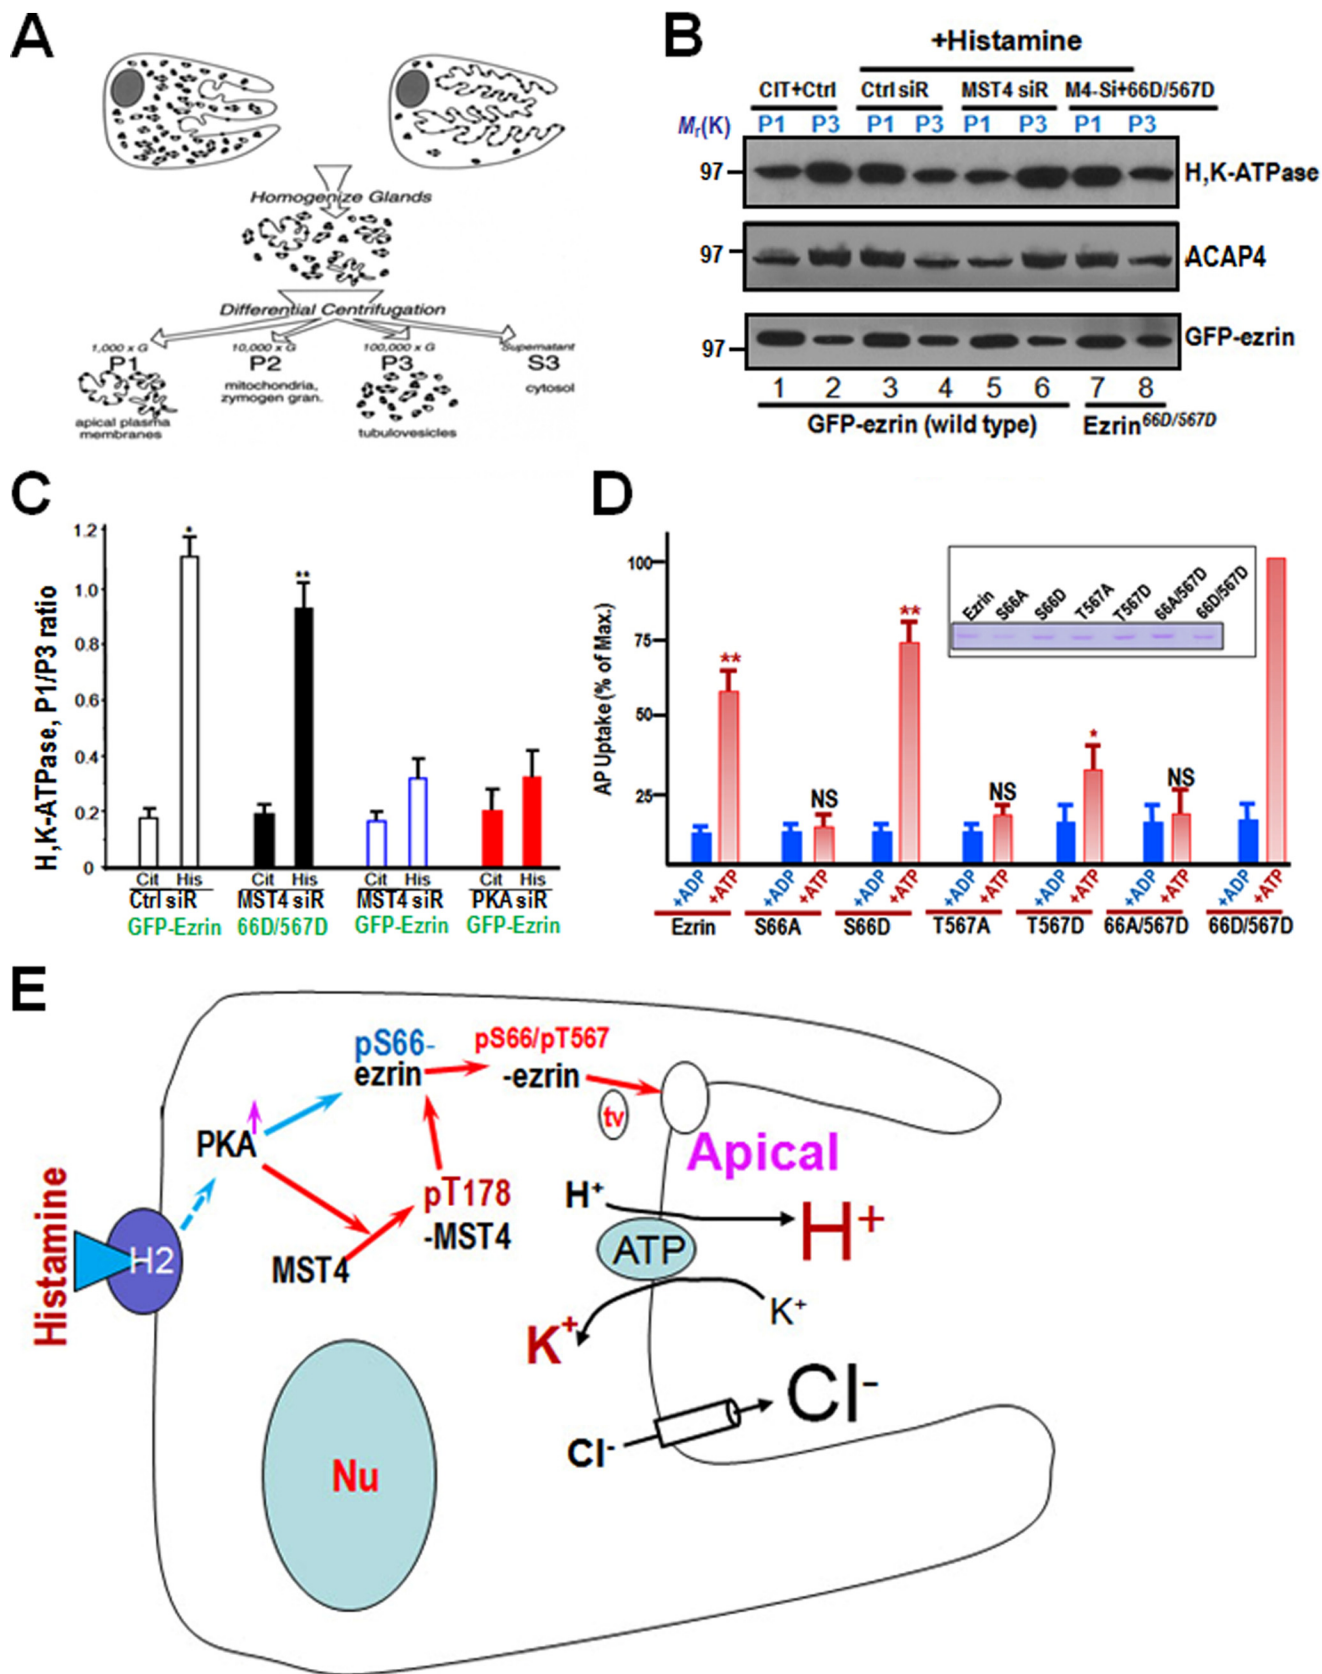 A
Homogenize Glands
Differential Centrifugation
1,000 x G
10,000 x G
100,000 x G
Supernatant
P1
P2
P3
S3
apical plasma
membranes
mitochondria,
zymogen gran.
tubulovesicles
cytosol
B
+Histamine
CIT+Ctrl
Ctrl siR
MST4 siR
M4-Si+66D/567D
Mr(K)
P1 P3 P1 P3 P1 P3 P1 P3
97
H,K-ATPase
97
ACAP4
97
GFP-ezrin
1 2 3 4 5 6 7 8
GFP-ezrin (wild type)
Ezrin66D/567D
C
H,K-ATPase, P1/P3 ratio
1.2
1.0
0.8
0.6
0.4
0.2
0
*
**
Cit His Cit His Cit His Cit His
Ctrl siR
MST4 siR
MST4 siR
PKA siR
GFP-Ezrin
66D/567D
GFP-Ezrin
GFP-Ezrin
D
AP Uptake (% of Max.)
100
75
50
25
Ezrin
S66A
S66D
T567A
T567D
66A/567D
66D/567D
**
NS
**
NS
*
NS
+ADP +ATP +ADP +ATP +ADP +ATP +ADP +ATP +ADP +ATP +ADP +ATP +ADP +ATP
Ezrin
S66A
S66D
T567A
T567D
66A/567D
66D/567D
E
pS66-
ezrin
pS66/pT567
-ezrin
tv
PKA
Apical
Histamine
H2
pT178
-MST4
MST4
H+
H+
ATP
K+
K+
Cl-
Cl-
Nu